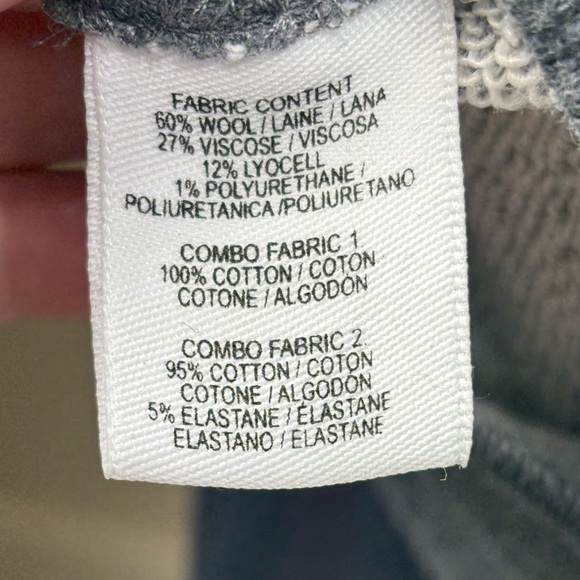 FABRIC CONTENT
60% WOOL / LAINE / LANA
27% VISCOSE / VISCOSA
12% LYOCELL
1% POLYURETHANE /
POLIURETANICA /POLIURETANO
COMBO FABRIC 1
100% COTTON / COTON
COTONE / ALGODON
COMBO FABRIC 2.
95% COTTON / COTON
COTONE / ALGODON
5% ELASTANE / ÉLASTANE
ELASTANO / ELASTANE